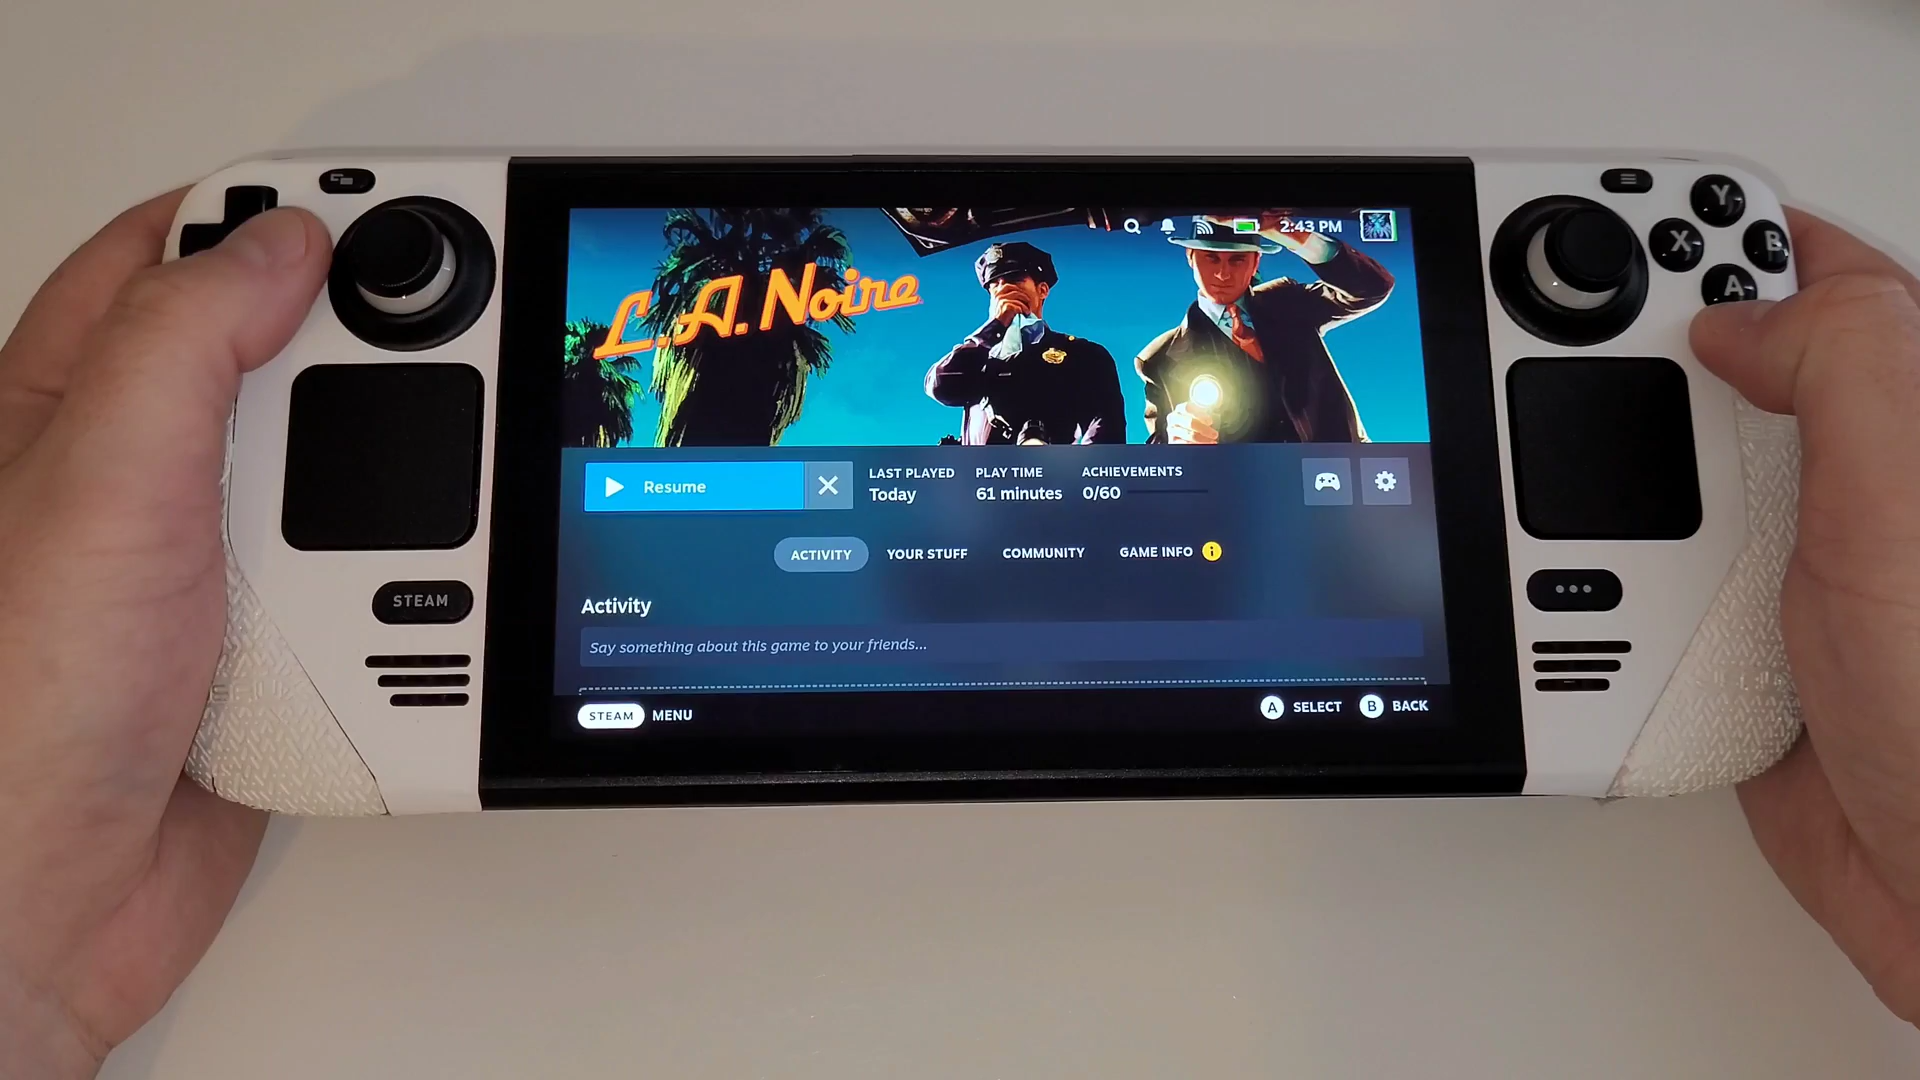 L.A. Noire
2:43 PM
Y
X
B
A
Resume
LAST PLAYED
Today
PLAY TIME
61 minutes
ACHIEVEMENTS
0/60
ACTIVITY
YOUR STUFF
COMMUNITY
GAME INFO
Activity
Say something about this game to your friends...
STEAM
STEAM MENU
A SELECT
B BACK